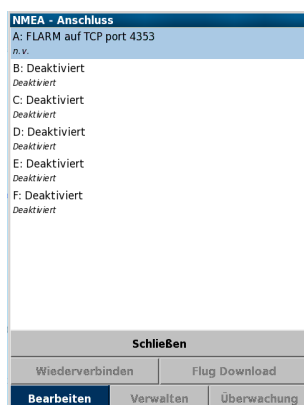 NMEA - Anschluss
A: FLARM auf TCP port 4353
n.v.
B: Deaktiviert
Deaktiviert
C: Deaktiviert
Deaktiviert
D: Deaktiviert
Deaktiviert
E: Deaktiviert
Deaktiviert
F: Deaktiviert
Deaktiviert
Schließen
Wiederverbinden Flug Download
Bearbeiten Verwalten Überwachung